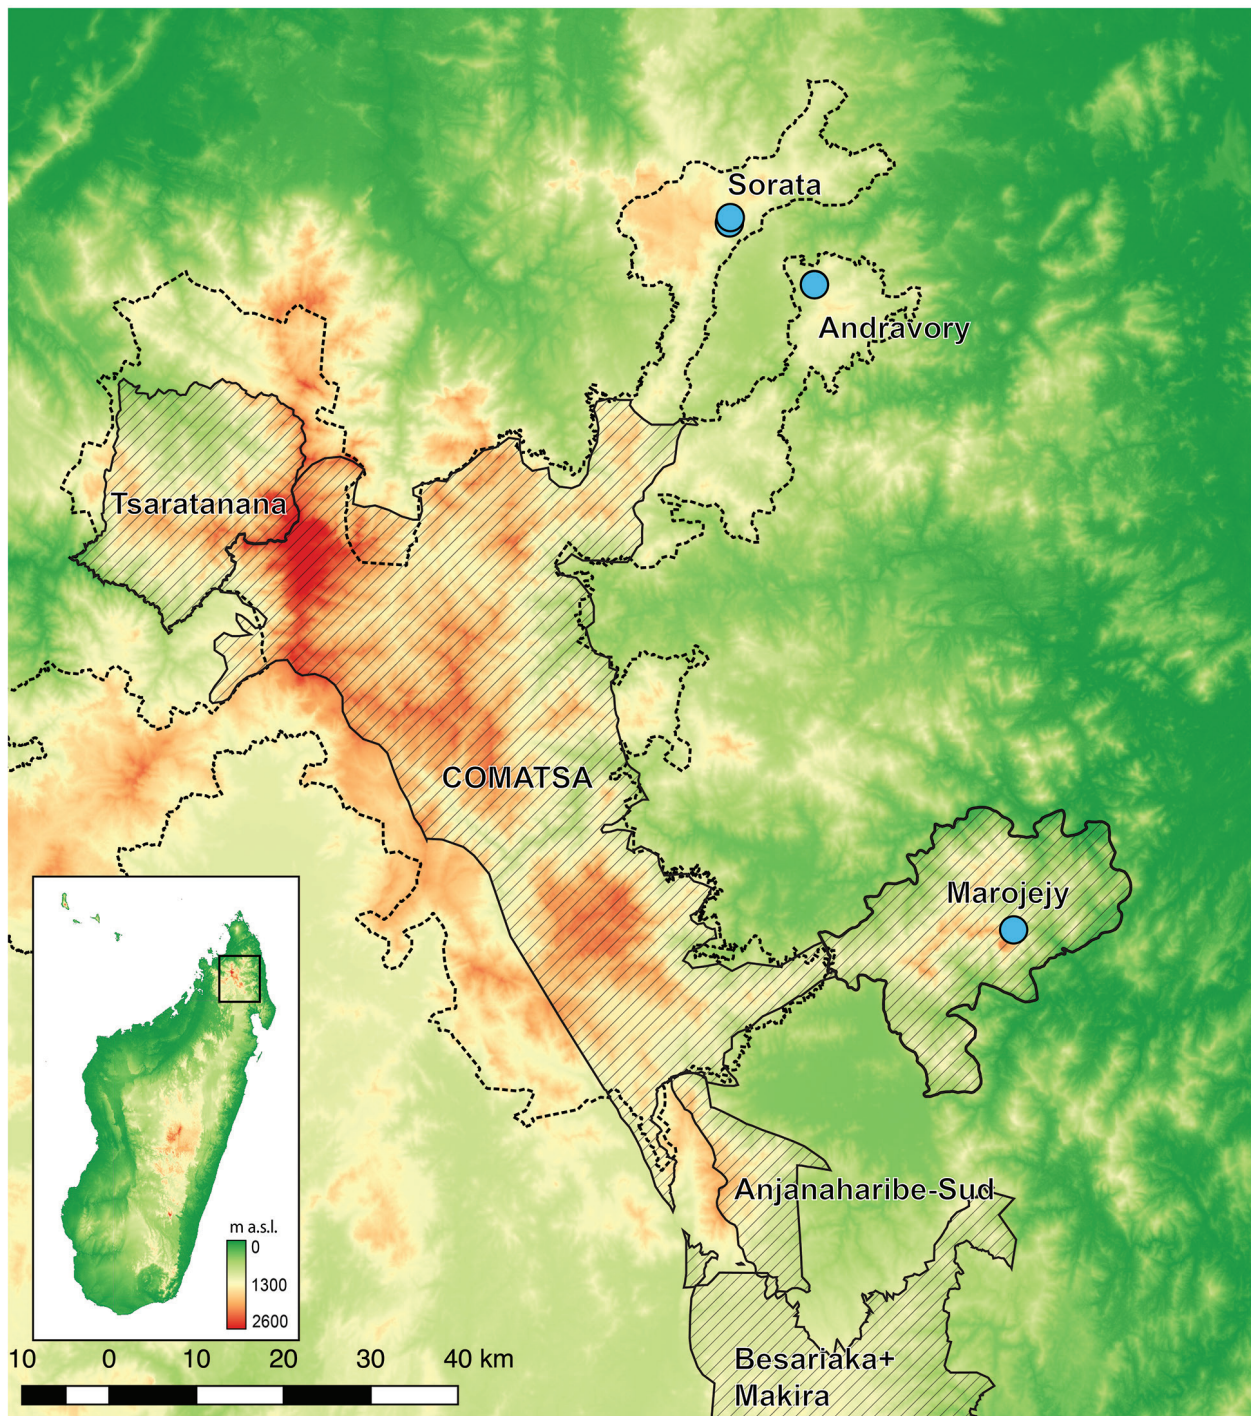 Sorata
Andravory
Tsaratanana
COMATSA
Marojejy
Anjanaharibe-Sud
m a.s.l.
0
1300
2600
10 0 10 20 30 40 km
Besariaka+
Makira